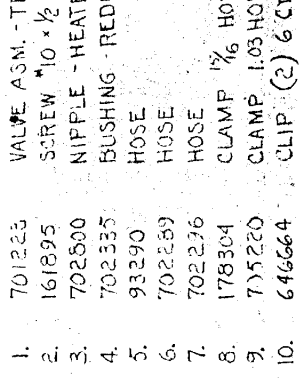 1. 701223 VALVE ASM. - T
2. 161895 SCREW #10 x ½
3. 702800 NIPPLE - HEATE
4. 702335 BUSHING - REDU
5. 93290 HOSE
6. 702289 HOSE
7. 702296 HOSE
8. 178304 CLAMP 15/16 HO
9. 735220 CLAMP 1.03 HO
10. 646664 CLIP (2) 6 CY